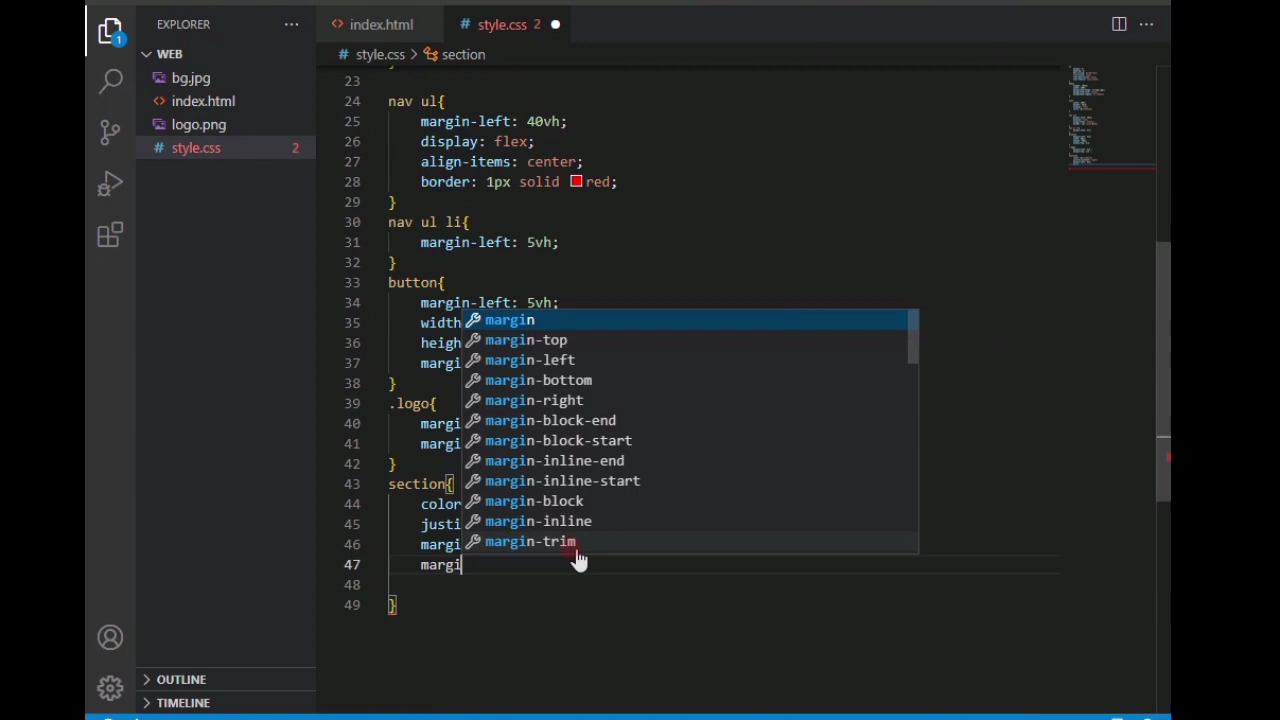 EXPLORER
index.html
# style.css 2
WEB
# style.css > section
bg.jpg
index.html
logo.png
# style.css 2
1
23
24 nav ul{
25 margin-left: 40vh;
26 display: flex;
27 align-items: center;
28 border: 1px solid red;
29 }
30 nav ul li{
31 margin-left: 5vh;
32 }
33 button{
34 margin-left: 5vh;
35 width
36 heigh
37 margi
38 }
39 .logo{
40 margi
41 margi
42 }
43 section{
44 color
45 justi
46 margi
47 margi
48
49 }
margin
margin-top
margin-left
margin-bottom
margin-right
margin-block-end
margin-block-start
margin-inline-end
margin-inline-start
margin-block
margin-inline
margin-trim
OUTLINE
TIMELINE